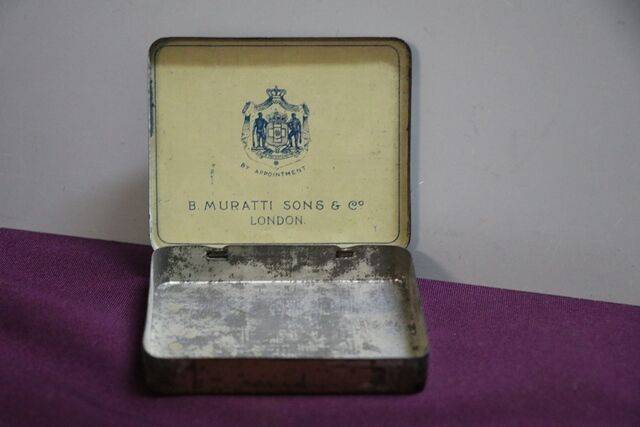 BY APPOINTMENT
B. MURATTI SONS & Co
LONDON.